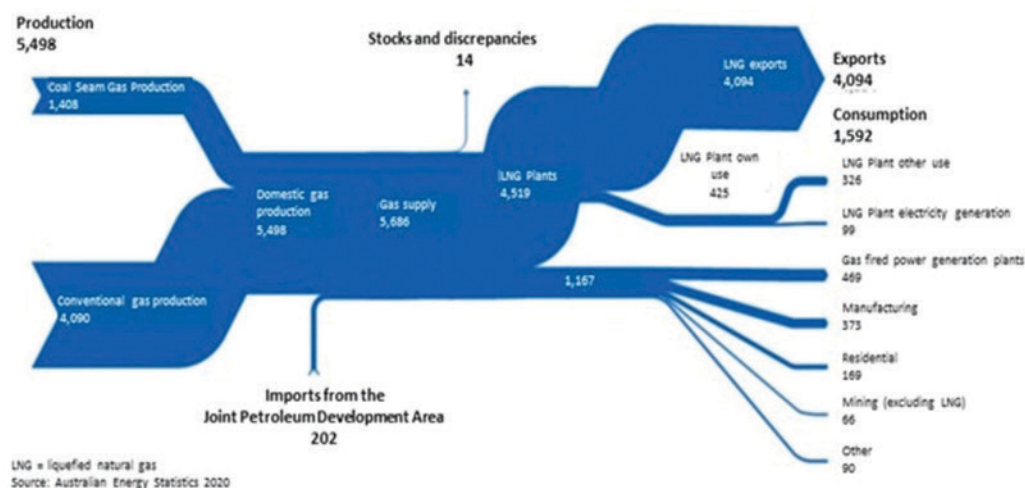 Production
5,498
Coal Seam Gas Production
1,408
Conventional gas production
4,090
Domestic gas
production
5,498
Stocks and discrepancies
14
Gas supply
5,686
Imports from the
Joint Petroleum Development Area
202
LNG Plants
4,519
1,167
LNG exports
4,094
Exports
4,094
Consumption
1,592
LNG Plant own
use
425
LNG Plant other use
326
LNG Plant electricity generation
99
Gas fired power generation plants
469
Manufacturing
373
Residential
169
Mining (excluding LNG)
66
Other
90
LNG = liquefied natural gas
Source: Australian Energy Statistics 2020